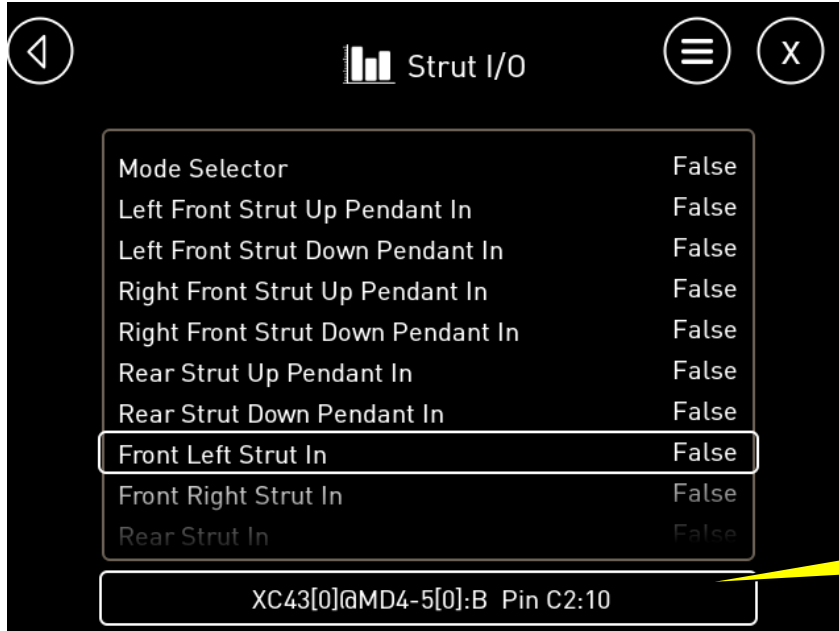 Strut I/O
X
Mode Selector False
Left Front Strut Up Pendant In False
Left Front Strut Down Pendant In False
Right Front Strut Up Pendant In False
Right Front Strut Down Pendant In False
Rear Strut Up Pendant In False
Rear Strut Down Pendant In False
Front Left Strut In False
Front Right Strut In False
Rear Strut In False
XC43[0]@MD4-5[0]:B Pin C2:10